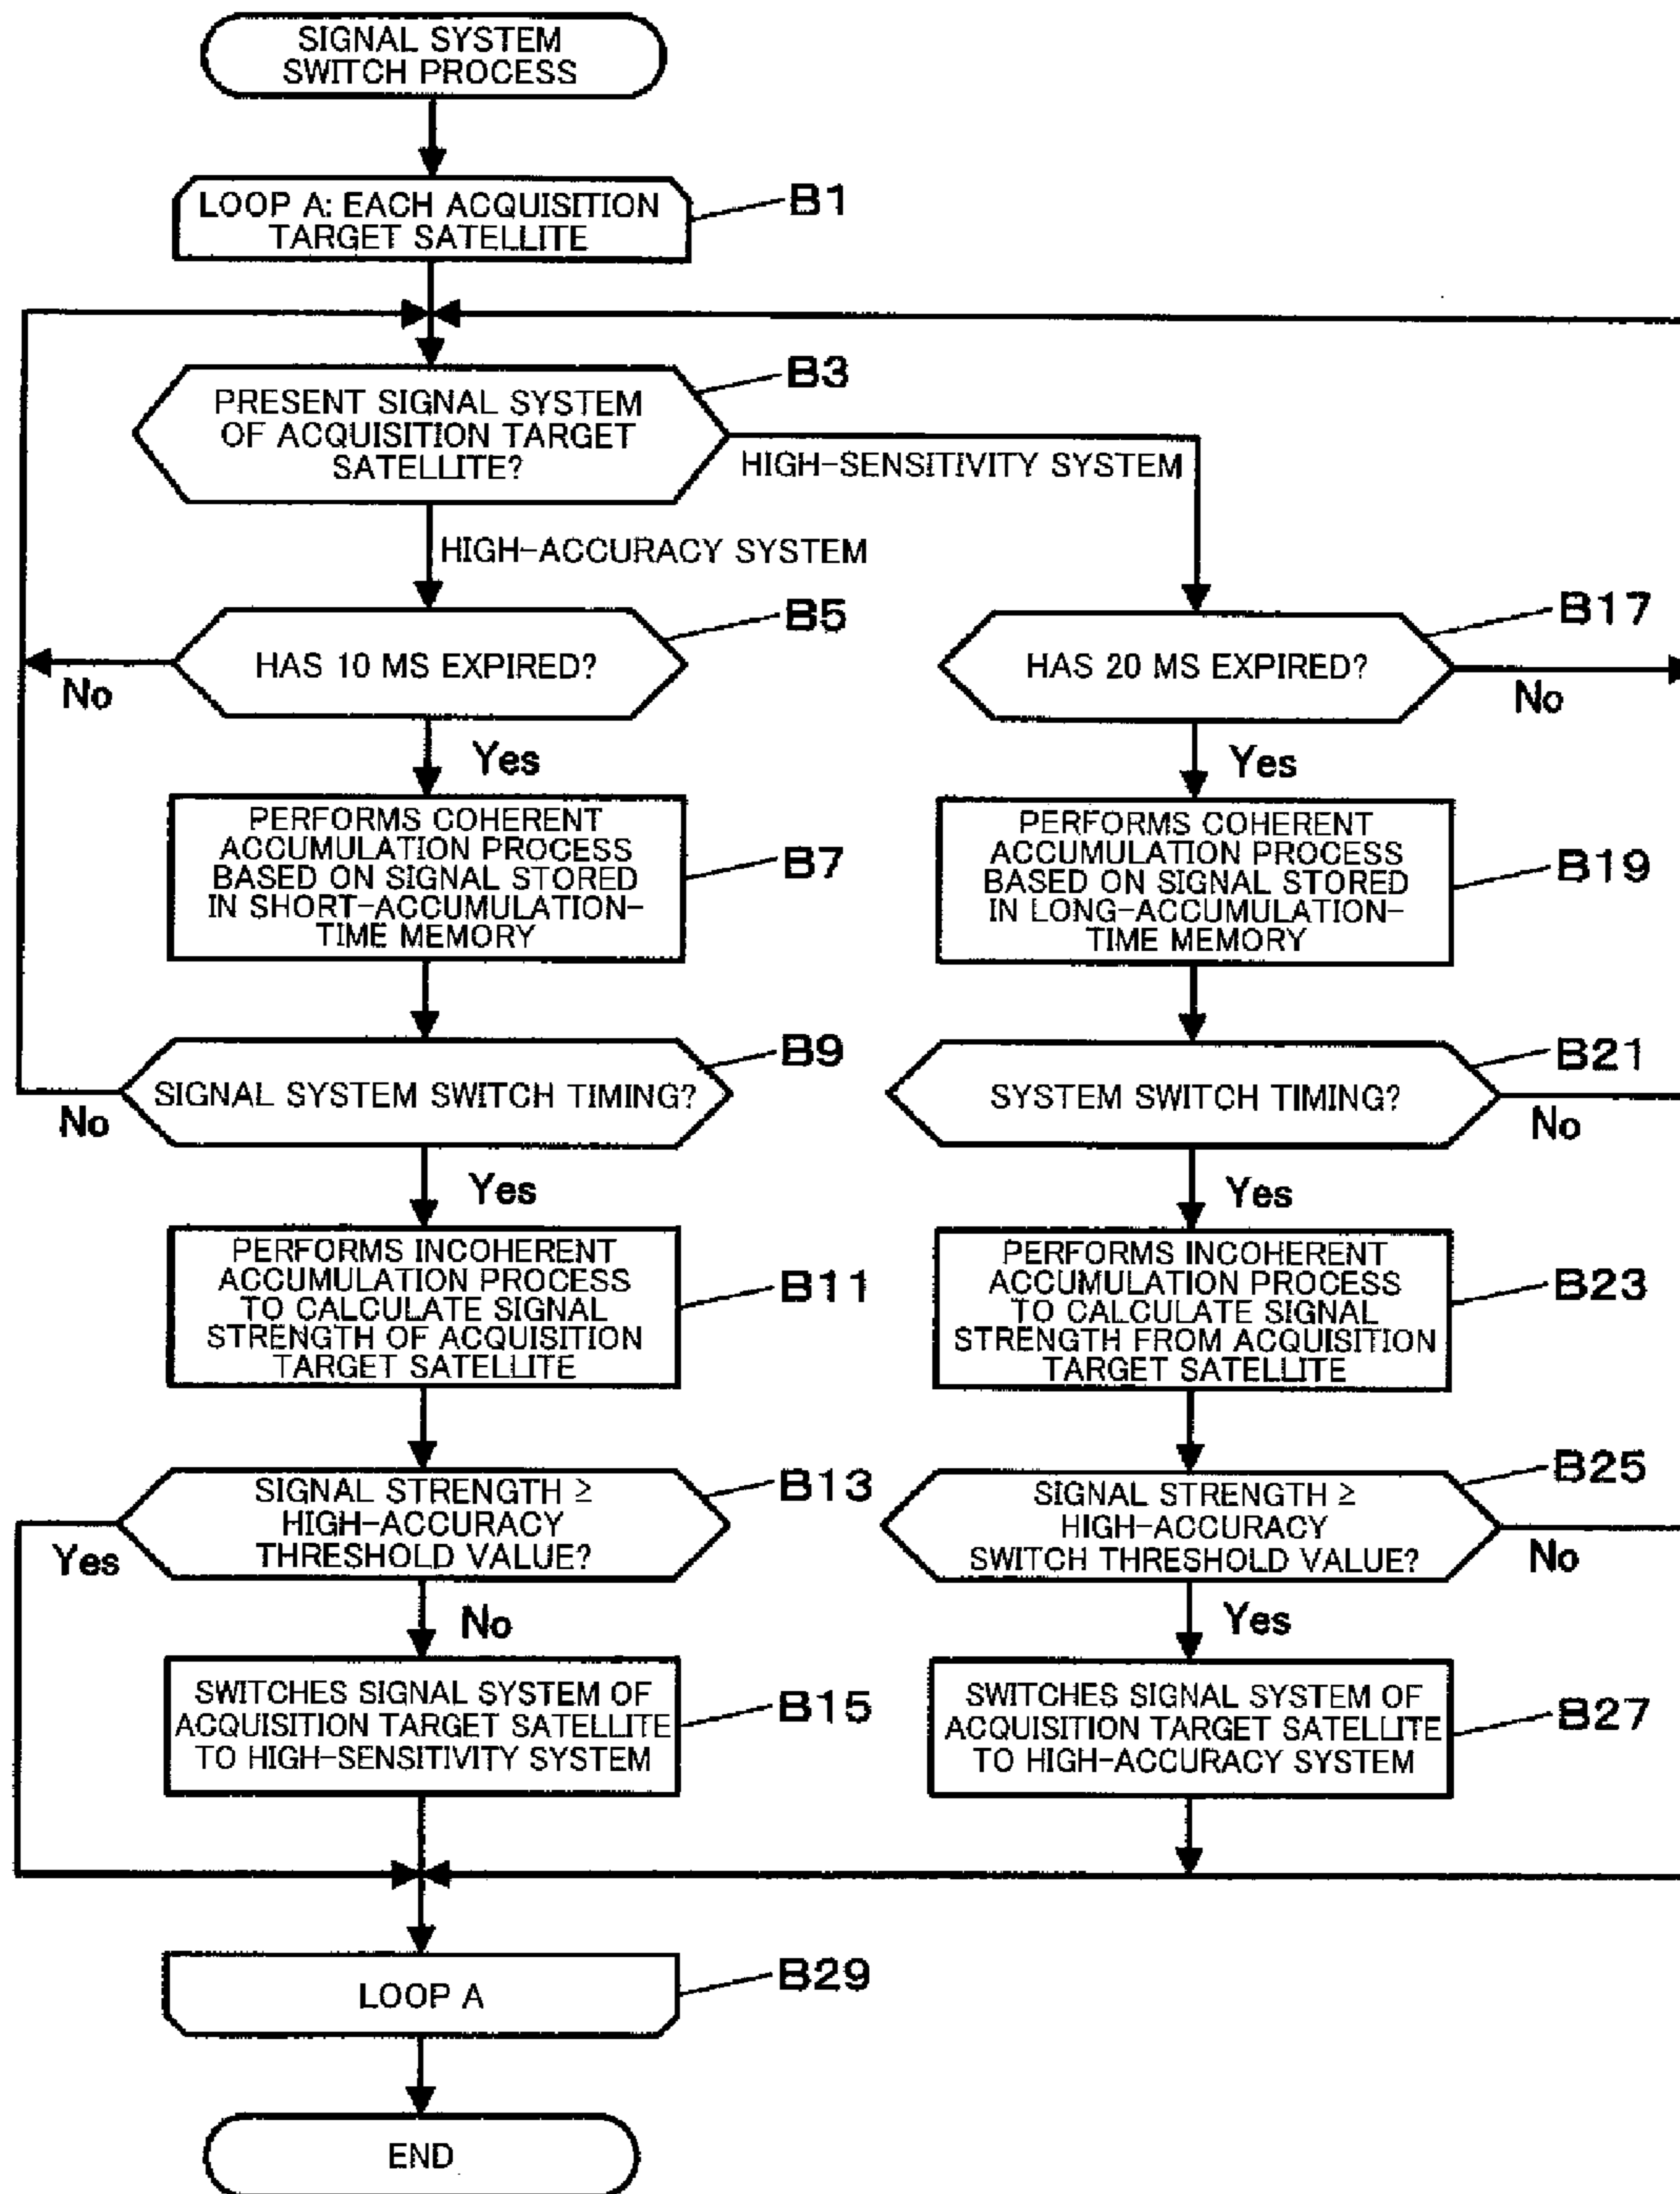 SIGNAL SYSTEM
SWITCH PROCESS
LOOP A: EACH ACQUISITION
TARGET SATELLITE
B1
PRESENT SIGNAL SYSTEM
OF ACQUISITION TARGET
SATELLITE?
B3
HIGH-SENSITIVITY SYSTEM
HIGH-ACCURACY SYSTEM
HAS 10 MS EXPIRED?
B5
No
Yes
HAS 20 MS EXPIRED?
B17
No
Yes
PERFORMS COHERENT
ACCUMULATION PROCESS
BASED ON SIGNAL STORED
IN SHORT-ACCUMULATION-
TIME MEMORY
B7
PERFORMS COHERENT
ACCUMULATION PROCESS
BASED ON SIGNAL STORED
IN LONG-ACCUMULATION-
TIME MEMORY
B19
SIGNAL SYSTEM SWITCH TIMING?
B9
No
Yes
SYSTEM SWITCH TIMING?
B21
No
Yes
PERFORMS INCOHERENT
ACCUMULATION PROCESS
TO CALCULATE SIGNAL
STRENGTH OF ACQUISITION
TARGET SATELLITE
B11
PERFORMS INCOHERENT
ACCUMULATION PROCESS
TO CALCULATE SIGNAL
STRENGTH FROM ACQUISITION
TARGET SATELLITE
B23
SIGNAL STRENGTH ≥
HIGH-ACCURACY
THRESHOLD VALUE?
B13
Yes
No
SIGNAL STRENGTH ≥
HIGH-ACCURACY
SWITCH THRESHOLD VALUE?
B25
No
Yes
SWITCHES SIGNAL SYSTEM OF
ACQUISITION TARGET SATELLITE
TO HIGH-SENSITIVITY SYSTEM
B15
SWITCHES SIGNAL SYSTEM OF
ACQUISITION TARGET SATELLITE
TO HIGH-ACCURACY SYSTEM
B27
LOOP A
B29
END